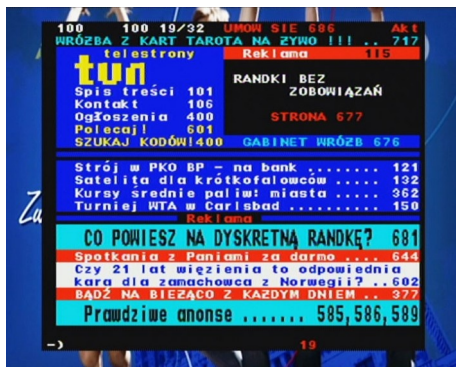 100 100 19/32 UMOW SIE 686 Akt
WRÓŻBA Z KART TAROTA NA ŻYWO !!! .. 717
telestrony
Reklama 115
tvn
RANDKI BEZ
ZOBOWIĄZAŃ
Spis treści 101
Kontakt 106
Ogłoszenia 400
STRONA 677
Polecaj! 601
SZUKAJ KODÓW!400
GABINET WRÓŻB 676
Strój w PKO BP – na bank ........ 121
Satelita dla krótkofalowców ..... 132
Kursy średnie paliw: miasta ..... 362
Turniej WTA w Carlsbad .......... 150
Reklama
CO POWIESZ NA DYSKRETNĄ RANDKĘ? 681
Spotkania z Paniami za darmo .... 644
Czy 21 lat więzienia to odpowiednia
kara dla zamachowca z Norwegii? ..602
BĄDŹ NA BIEŻĄCO Z KAŻDYM DNIEM .. 377
Prawdziwe anonse ....... 585,586,589
–) 19
Zu